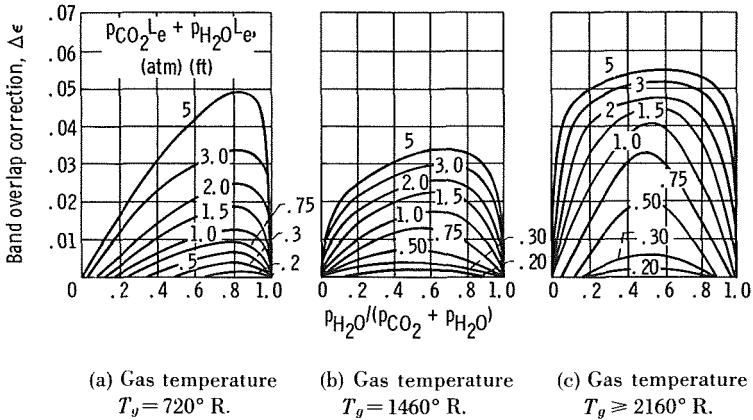 Band overlap correction, Δϵ
.07
.06
.05
.04
.03
.02
.01
pCO2Le + pH2OLe,
(atm) (ft)
5
3.0
2.0
1.5
1.0
.5
.75
.3
.2
0 .2 .4 .6 .8 1.0
5
3.0
2.0
1.5
1.0
.75
.50
.30
.20
0 .2 .4 .6 .8 1.0
5
3
2
1.5
1.0
.75
.50
.30
.20
0 .2 .4 .6 .8 1.0
pH2O/(pCO2 + pH2O)
(a) Gas temperature
Tg = 720° R.
(b) Gas temperature
Tg = 1460° R.
(c) Gas temperature
Tg ⩾ 2160° R.